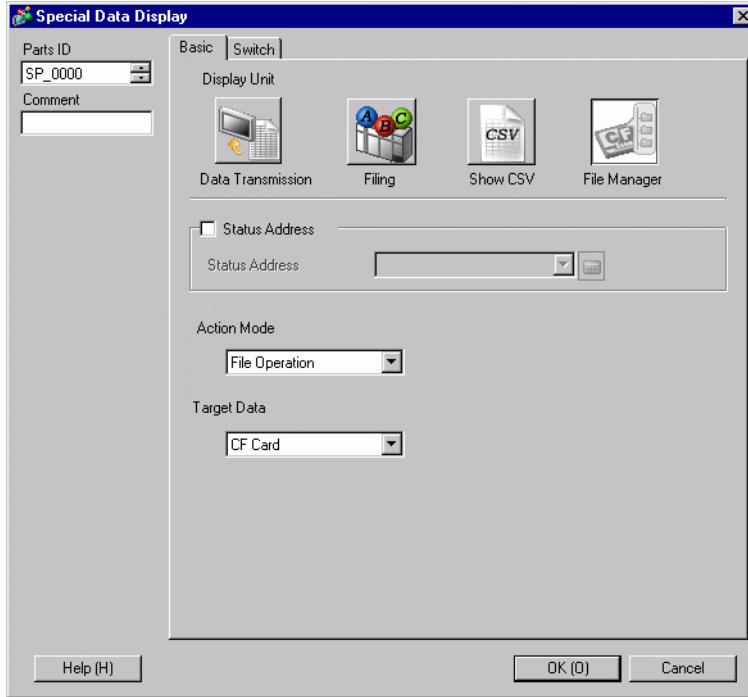 Special Data Display
Parts ID
SP_0000
Comment
Basic
Switch
Display Unit
A B C
CSV
CF
Data Transmission
Filing
Show CSV
File Manager
Status Address
Status Address
Action Mode
File Operation
Target Data
CF Card
Help (H)
OK (O)
Cancel